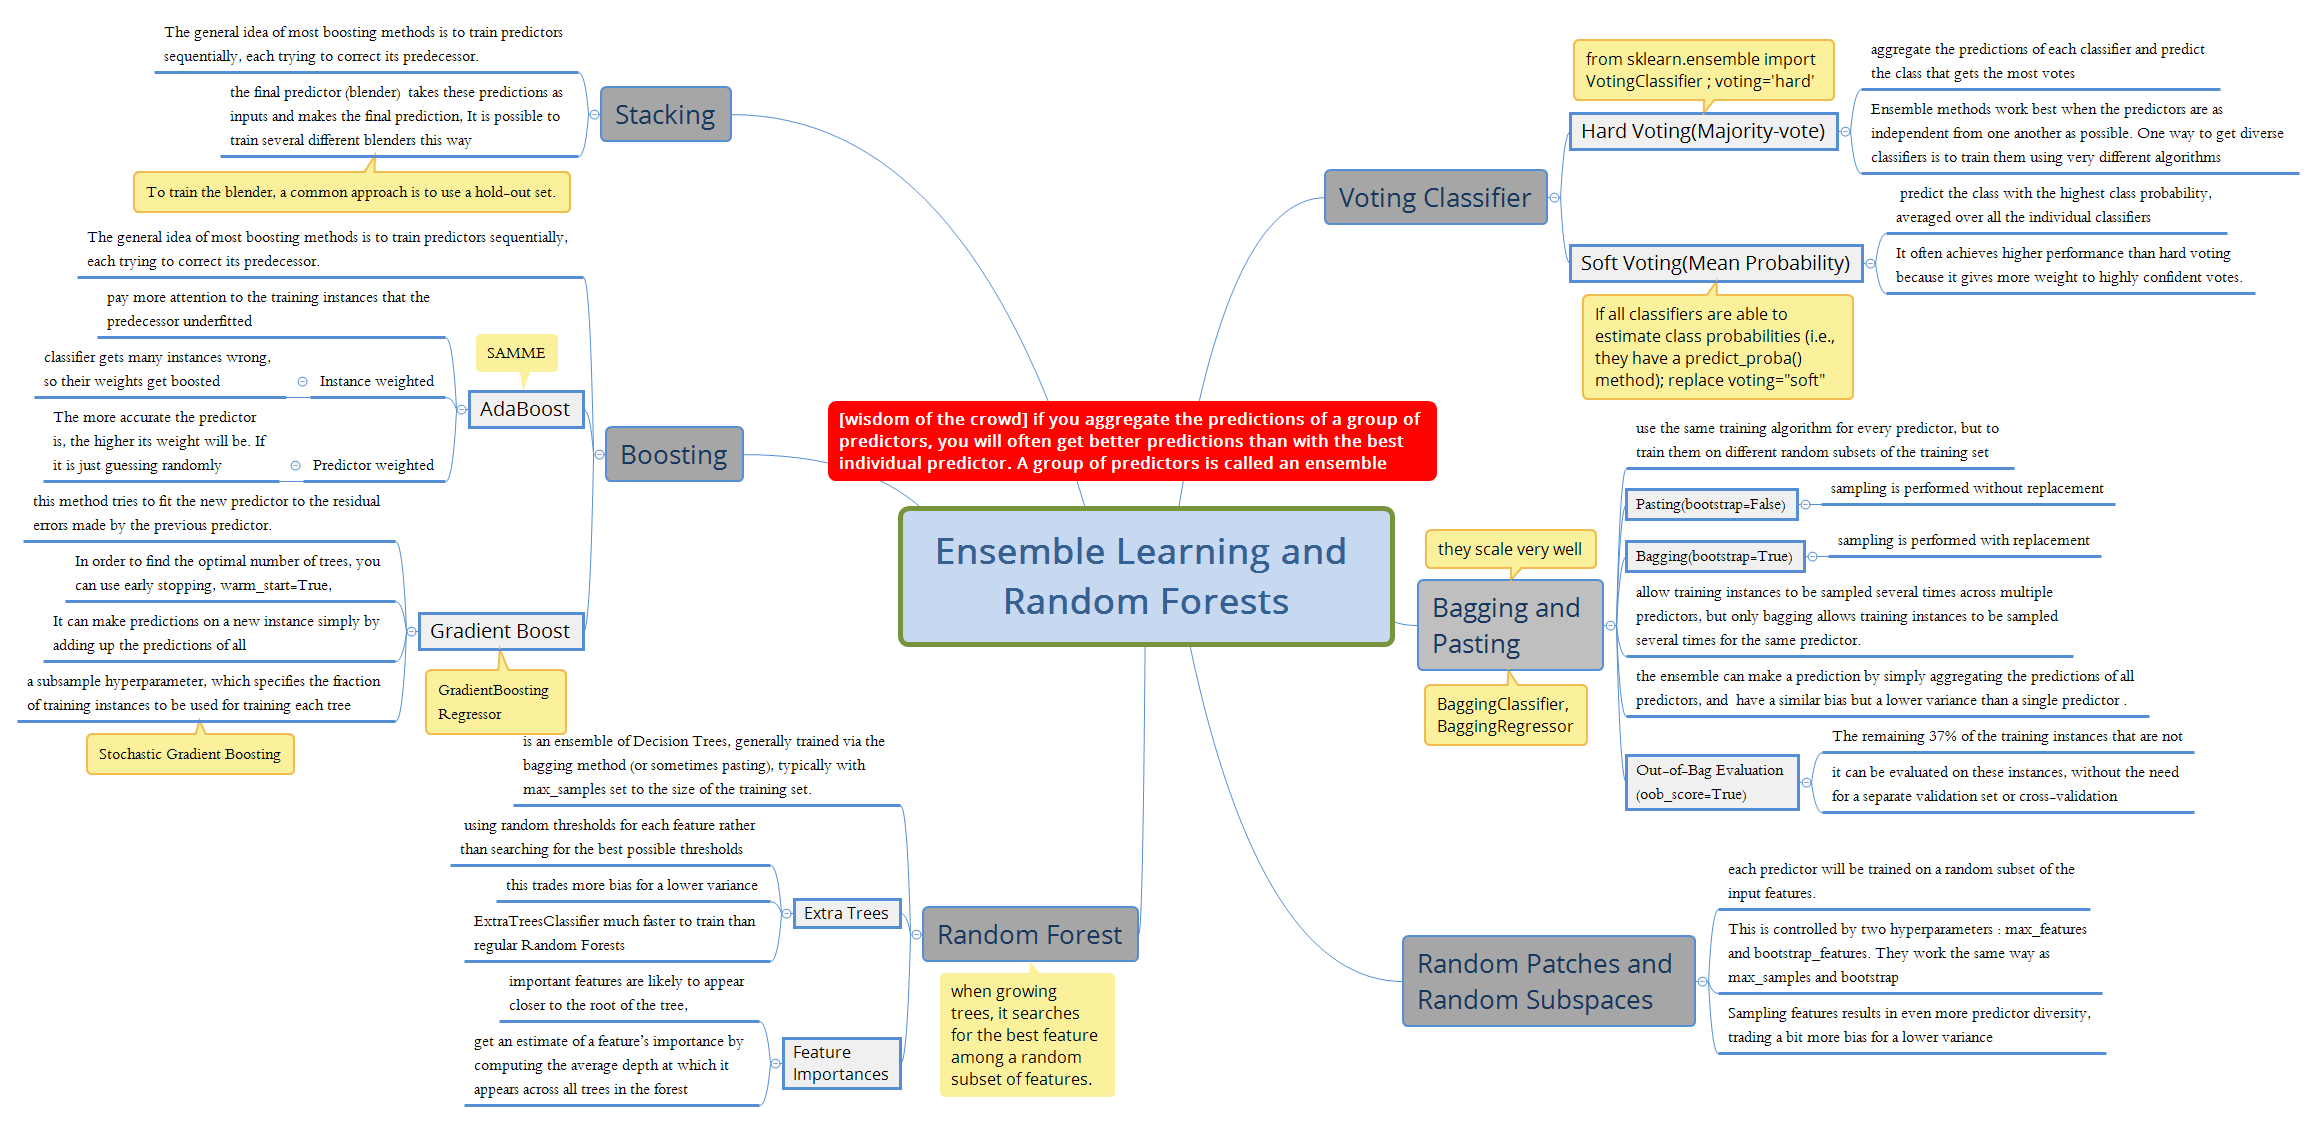 The general idea of most boosting methods is to train predictors
sequentially, each trying to correct its predecessor.
the final predictor (blender)  takes these predictions as
inputs and makes the final prediction, It is possible to
train several different blenders this way
To train the blender, a common approach is to use a hold-out set.
Stacking
The general idea of most boosting methods is to train predictors sequentially,
each trying to correct its predecessor.
pay more attention to the training instances that the
predecessor underfitted
classifier gets many instances wrong,
so their weights get boosted
Instance weighted
The more accurate the predictor
is, the higher its weight will be. If
it is just guessing randomly
Predictor weighted
SAMME
AdaBoost
Boosting
this method tries to fit the new predictor to the residual
errors made by the previous predictor.
In order to find the optimal number of trees, you
can use early stopping, warm_start=True,
It can make predictions on a new instance simply by
adding up the predictions of all
a subsample hyperparameter, which specifies the fraction
of training instances to be used for training each tree
Stochastic Gradient Boosting
Gradient Boost
GradientBoosting
Regressor
is an ensemble of Decision Trees, generally trained via the
bagging method (or sometimes pasting), typically with
max_samples set to the size of the training set.
using random thresholds for each feature rather
than searching for the best possible thresholds
this trades more bias for a lower variance
ExtraTreesClassifier much faster to train than
regular Random Forests
Extra Trees
Random Forest
important features are likely to appear
closer to the root of the tree,
get an estimate of a feature's importance by
computing the average depth at which it
appears across all trees in the forest
Feature
Importances
when growing
trees, it searches
for the best feature
among a random
subset of features.
[wisdom of the crowd] if you aggregate the predictions of a group of
predictors, you will often get better predictions than with the best
individual predictor. A group of predictors is called an ensemble
Ensemble Learning and
Random Forests
from sklearn.ensemble import
VotingClassifier ; voting='hard'
Hard Voting(Majority-vote)
aggregate the predictions of each classifier and predict
the class that gets the most votes
Ensemble methods work best when the predictors are as
independent from one another as possible. One way to get diverse
classifiers is to train them using very different algorithms
Voting Classifier
predict the class with the highest class probability,
averaged over all the individual classifiers
Soft Voting(Mean Probability)
It often achieves higher performance than hard voting
because it gives more weight to highly confident votes.
If all classifiers are able to
estimate class probabilities (i.e.,
they have a predict_proba()
method); replace voting="soft"
use the same training algorithm for every predictor, but to
train them on different random subsets of the training set
Pasting(bootstrap=False)
sampling is performed without replacement
they scale very well
Bagging(bootstrap=True)
sampling is performed with replacement
Bagging and
Pasting
allow training instances to be sampled several times across multiple
predictors, but only bagging allows training instances to be sampled
several times for the same predictor.
the ensemble can make a prediction by simply aggregating the predictions of all
predictors, and  have a similar bias but a lower variance than a single predictor .
BaggingClassifier,
BaggingRegressor
Out-of-Bag Evaluation
(oob_score=True)
The remaining 37% of the training instances that are not
it can be evaluated on these instances, without the need
for a separate validation set or cross-validation
Random Patches and
Random Subspaces
each predictor will be trained on a random subset of the
input features.
This is controlled by two hyperparameters : max_features
and bootstrap_features. They work the same way as
max_samples and bootstrap
Sampling features results in even more predictor diversity,
trading a bit more bias for a lower variance